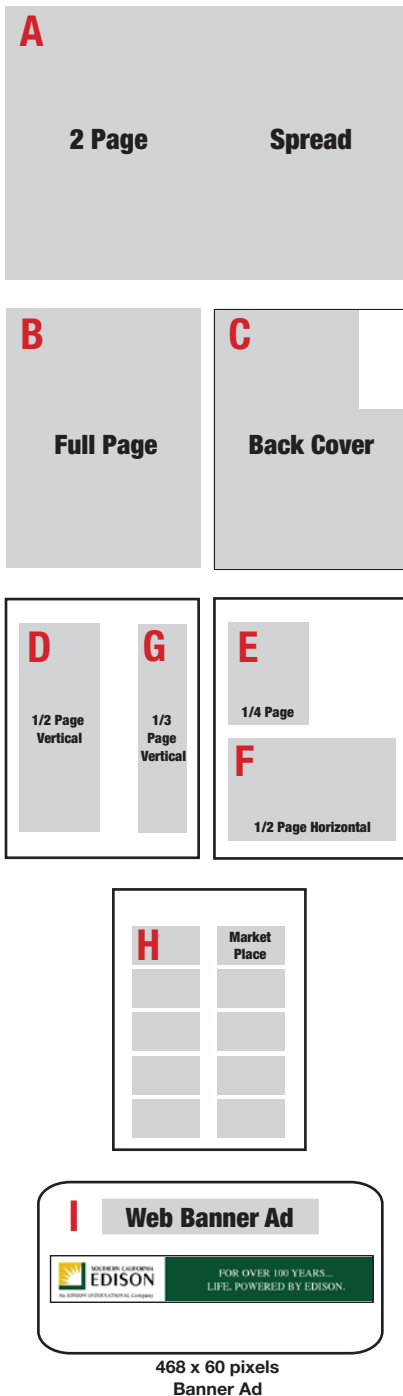 A
2 Page Spread
B
Full Page
C
Back Cover
D
1/2 Page
Vertical
G
1/3
Page
Vertical
E
1/4 Page
F
1/2 Page Horizontal
H
Market
Place
I
Web Banner Ad
SOUTHERN CALIFORNIA
EDISON
An EDISON INTERNATIONAL Company
FOR OVER 100 YEARS...
LIFE. POWERED BY EDISON.
468 x 60 pixels
Banner Ad